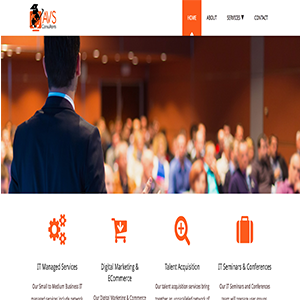 AVS
Consultants
HOME
ABOUT
SERVICES ▼
CONTACT
IT Managed Services
Our Small to Medium Business IT
managed services include network
Digital Marketing &
ECommerce
Our Digital Marketing & Commerce
Talent Acquisition
Our talent acquisition services bring
together an consolidated network of
IT Seminars & Conferences
Our IT Seminars and Conferences
team will manage your groups